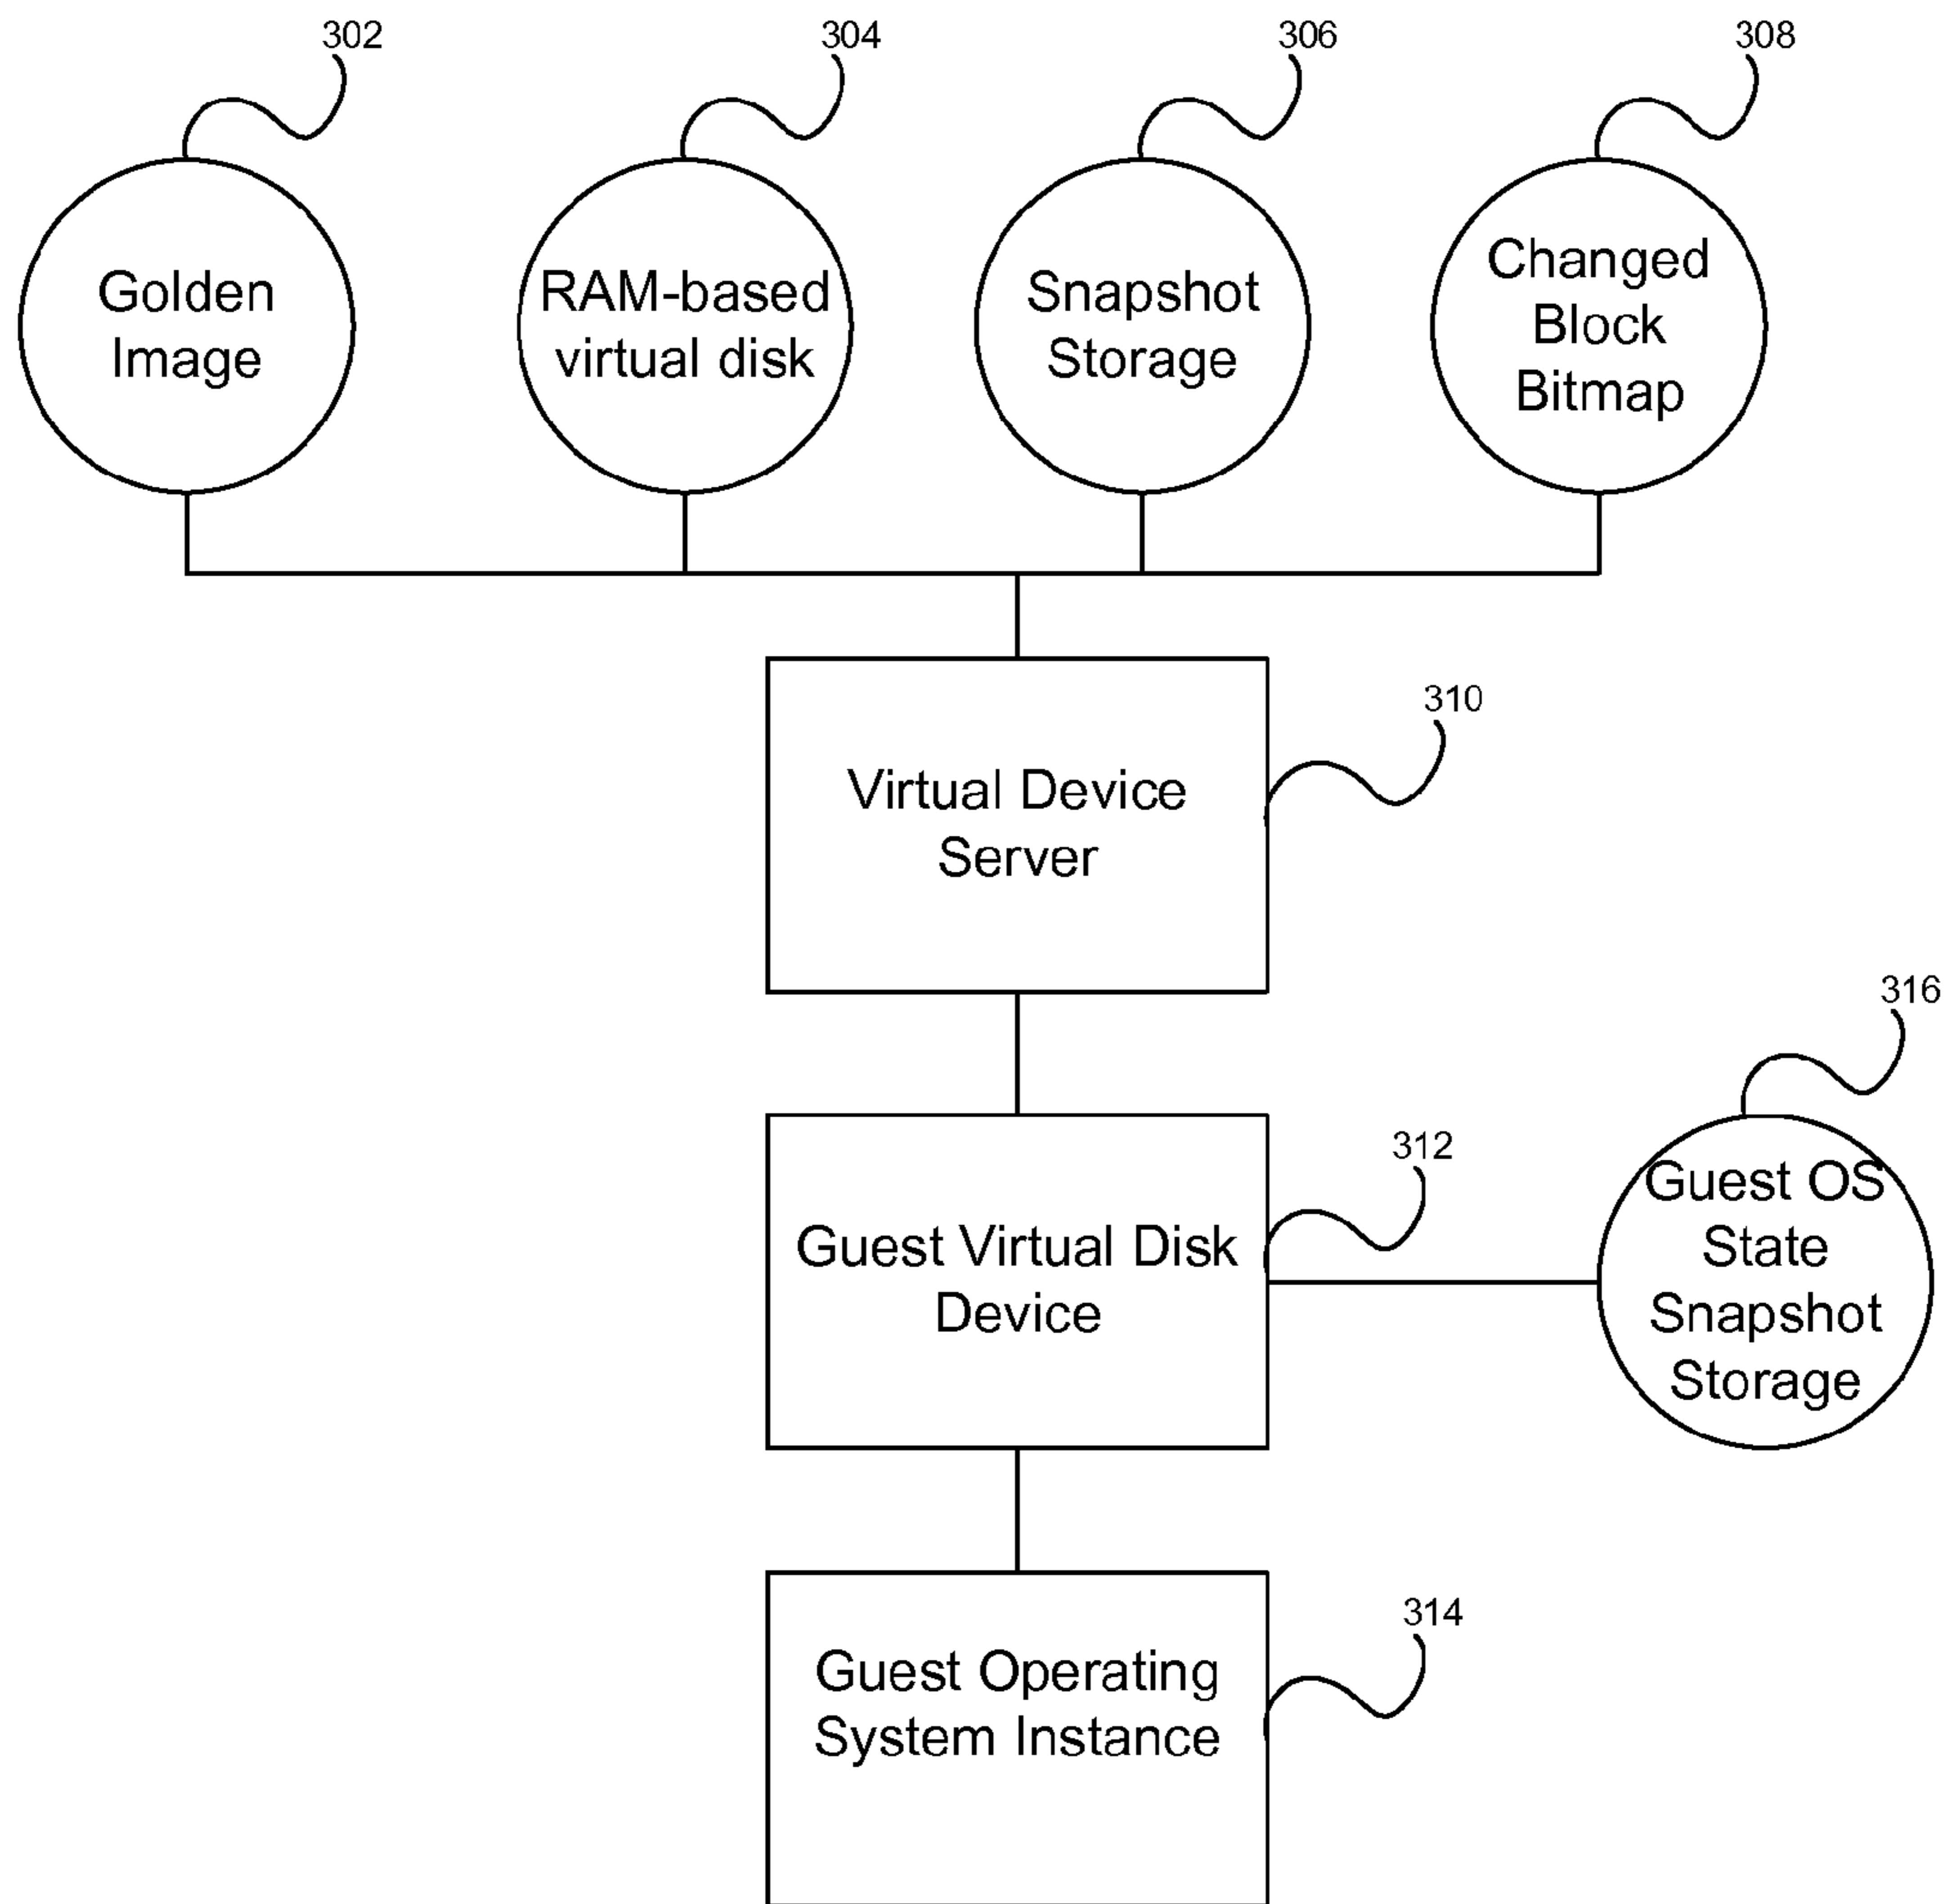 302
304
306
308
Golden
Image
RAM-based
virtual disk
Snapshot
Storage
Changed
Block
Bitmap
310
Virtual Device
Server
316
312
Guest Virtual Disk
Device
Guest OS
State
Snapshot
Storage
314
Guest Operating
System Instance